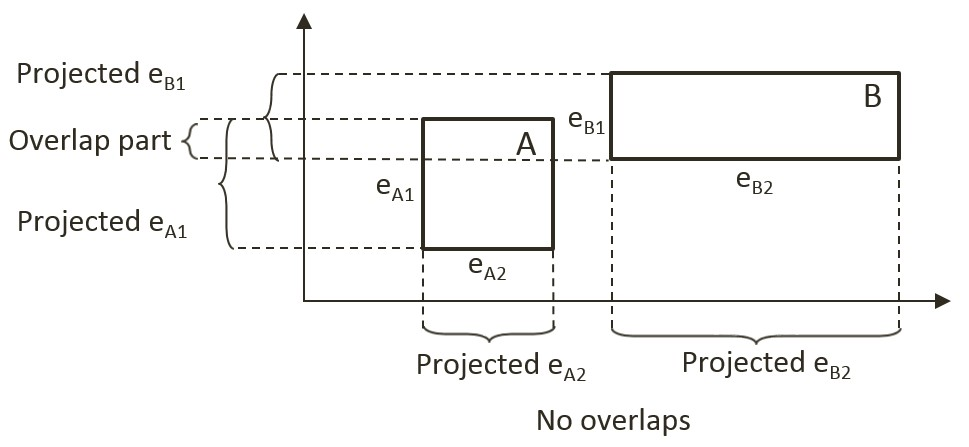 Projected eB1
Overlap part
Projected eA1
A
B
eB1
eA1
eB2
eA2
Projected eA2
Projected eB2
No overlaps